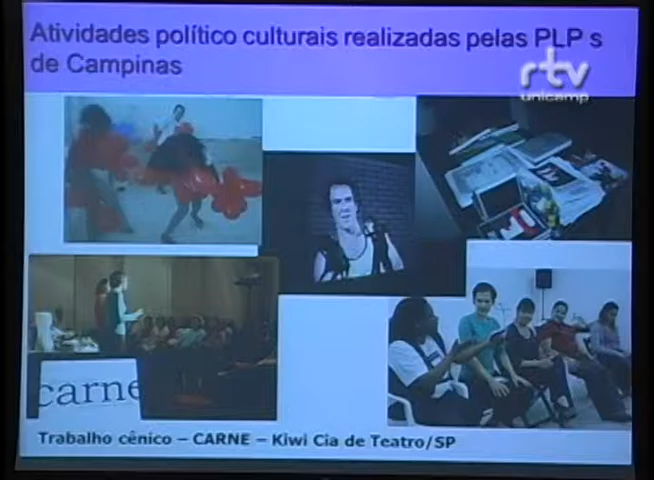 Atividades político culturais realizadas pelas PLP s
de Campinas
rtv
unicamp
carne
Trabalho cênico – CARNE – Kiwi Cia de Teatro/SP